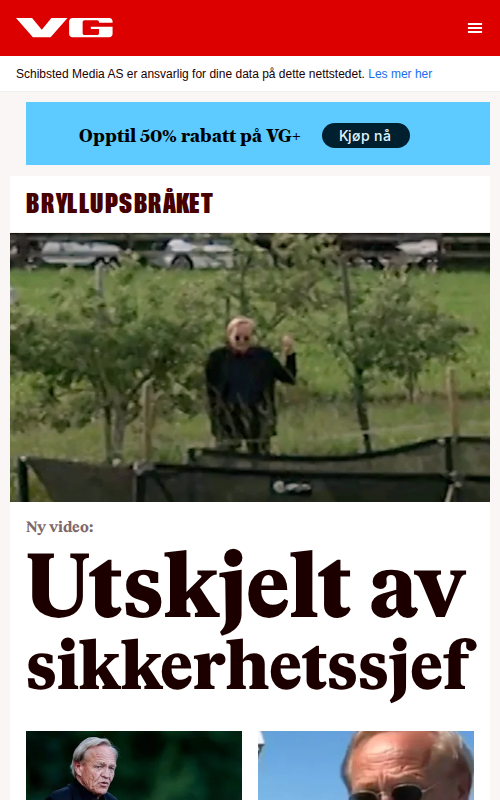 VG
Schibsted Media AS er ansvarlig for dine data på dette nettstedet. Les mer her
Opptil 50% rabatt på VG+ Kjøp nå
BRYLLUPSBRÅKET
Ny video:
Utskjelt av
sikkerhetssjef